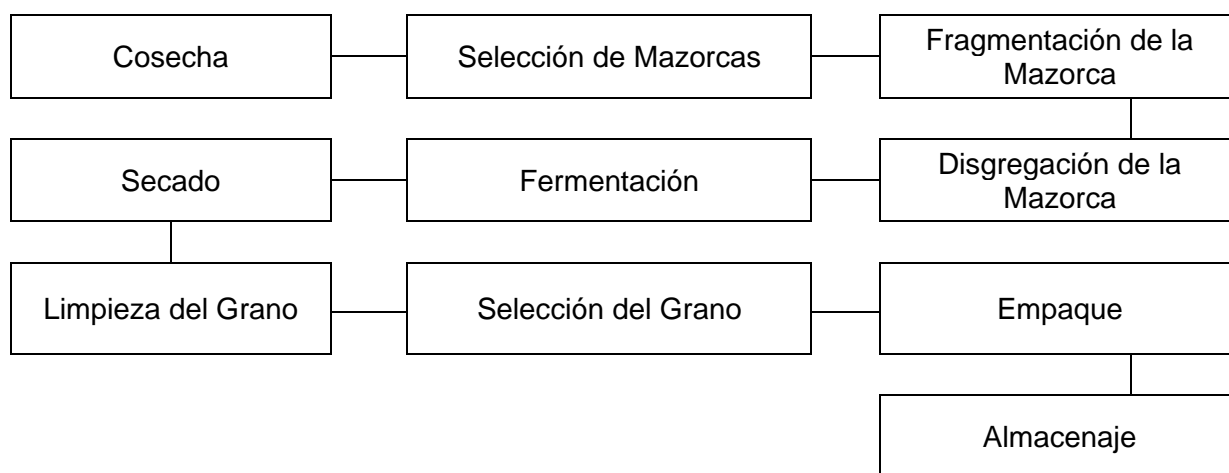 Cosecha
Selección de Mazorcas
Fragmentación de la
Mazorca
Secado
Fermentación
Disgregación de la
Mazorca
Limpieza del Grano
Selección del Grano
Empaque
Almacenaje